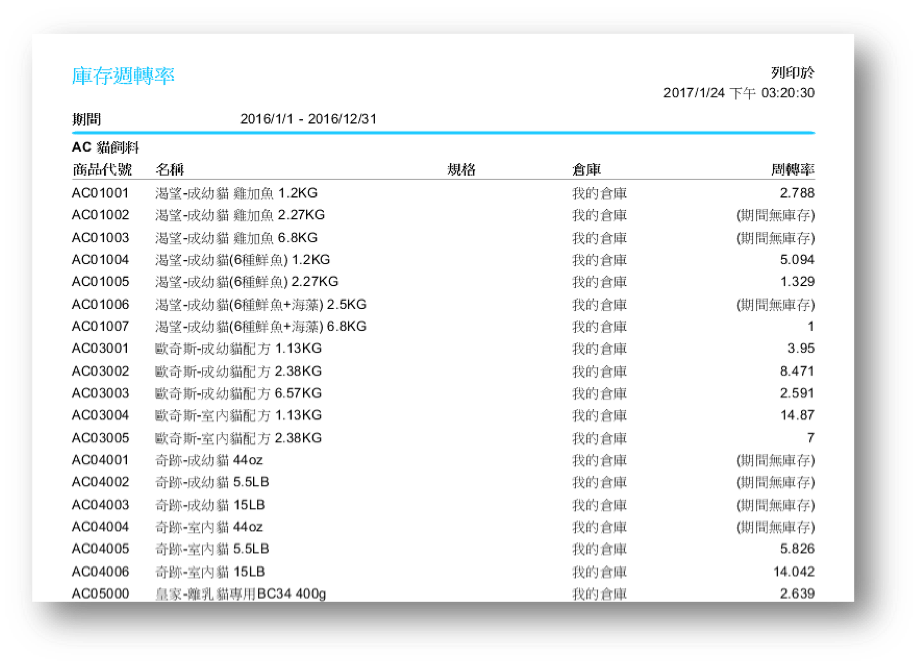 庫存週轉率
列印於
2017/1/24 下午 03:20:30
期間 2016/1/1 - 2016/12/31
AC 貓飼料
商品代號 名稱 規格 倉庫 周轉率
AC01001 渴望-成幼貓 雞加魚 1.2KG 我的倉庫 2.788
AC01002 渴望-成幼貓 雞加魚 2.27KG 我的倉庫 (期間無庫存)
AC01003 渴望-成幼貓 雞加魚 6.8KG 我的倉庫 (期間無庫存)
AC01004 渴望-成幼貓(6種鮮魚) 1.2KG 我的倉庫 5.094
AC01005 渴望-成幼貓(6種鮮魚) 2.27KG 我的倉庫 1.329
AC01006 渴望-成幼貓(6種鮮魚+海藻) 2.5KG 我的倉庫 (期間無庫存)
AC01007 渴望-成幼貓(6種鮮魚+海藻) 6.8KG 我的倉庫 1
AC03001 歐奇斯-成幼貓配方 1.13KG 我的倉庫 3.95
AC03002 歐奇斯-成幼貓配方 2.38KG 我的倉庫 8.471
AC03003 歐奇斯-成幼貓配方 6.57KG 我的倉庫 2.591
AC03004 歐奇斯-室內貓配方 1.13KG 我的倉庫 14.87
AC03005 歐奇斯-室內貓配方 2.38KG 我的倉庫 7
AC04001 奇跡-成幼貓 44oz 我的倉庫 (期間無庫存)
AC04002 奇跡-成幼貓 5.5LB 我的倉庫 (期間無庫存)
AC04003 奇跡-成幼貓 15LB 我的倉庫 (期間無庫存)
AC04004 奇跡-室內貓 44oz 我的倉庫 (期間無庫存)
AC04005 奇跡-室內貓 5.5LB 我的倉庫 5.826
AC04006 奇跡-室內貓 15LB 我的倉庫 14.042
AC05000 皇家-離乳貓專用BC34 400g 我的倉庫 2.639